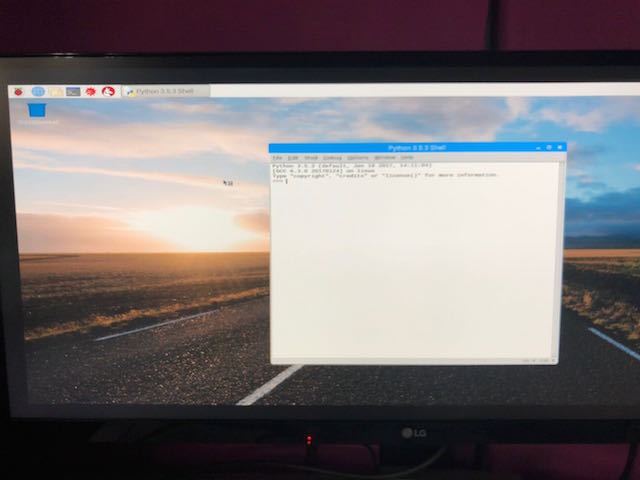 Python 3.5.3 Shell
Python 3.5.3 Shell
File Edit Shell Debug Options Window Help
Python 3.5.3 (default, Jan 19 2017, 14:11:04)
[GCC 6.3.0 20170124] on linux
Type "copyright", "credits" or "license()" for more information.
>>>
LG